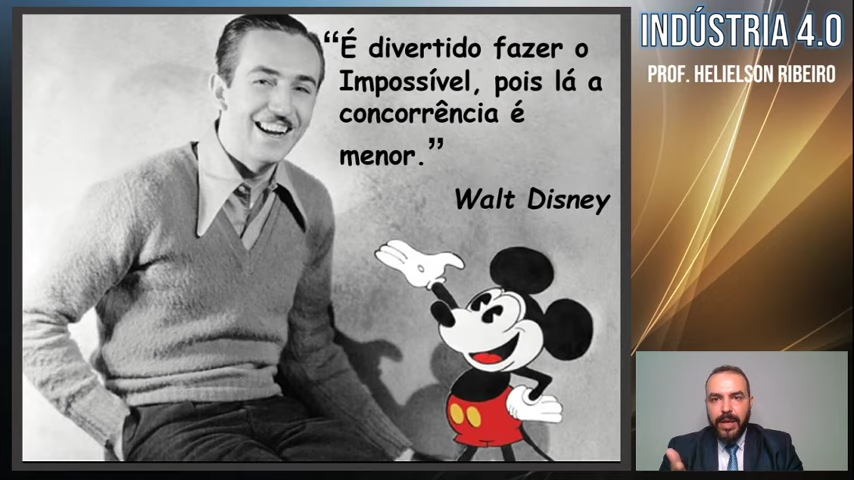 “É divertido fazer o
Impossível, pois lá a
concorrência é
menor.”
Walt Disney
INDÚSTRIA 4.0
PROF. HELIELSON RIBEIRO